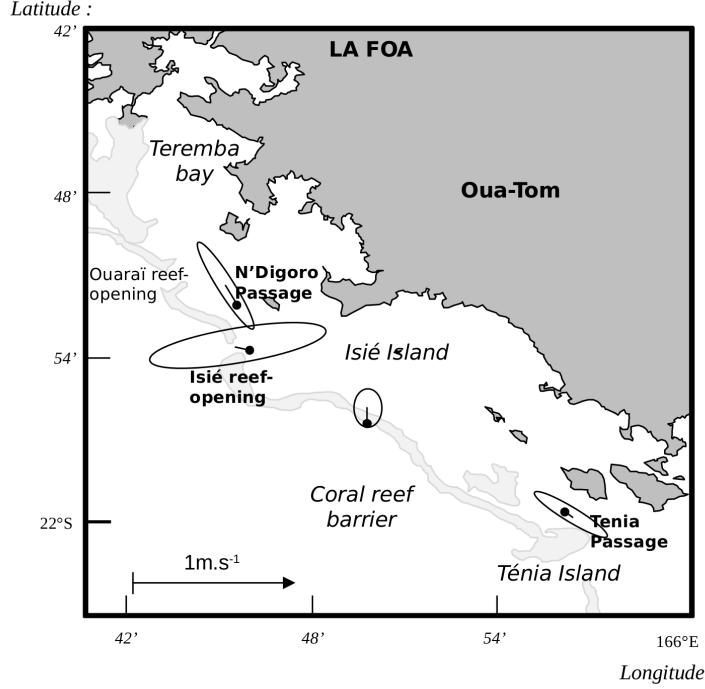 Latitude :
42’
LA FOA
Teremba
bay
48’
Oua-Tom
Ouaraï reef-
opening
N’Digoro
Passage
54’
Isié Island
Isié reef-
opening
Coral reef
barrier
22°S
Tenia
Passage
1m.s-1
Ténia Island
42’
48’
54’
166°E
Longitude